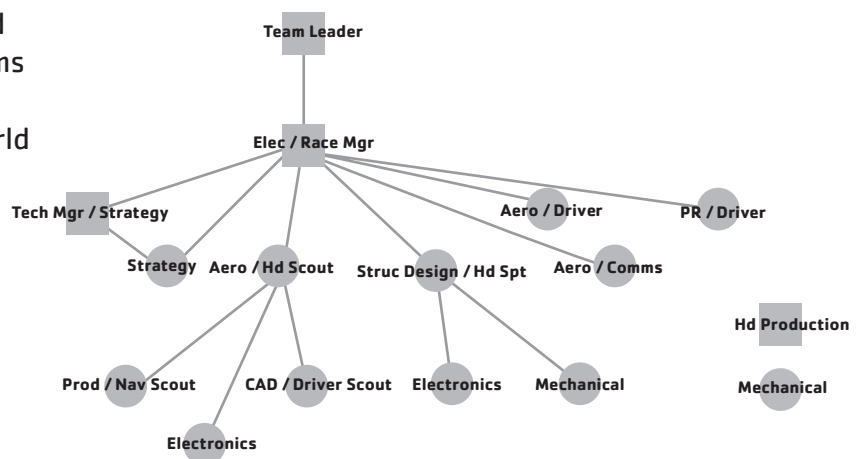 Team Leader
Elec / Race Mgr
rld
Tech Mgr / Strategy
Aero / Driver
PR / Driver
Strategy
Aero / Hd Scout
Struc Design / Hd Spt
Aero / Comms
Hd Production
Prod / Nav Scout
CAD / Driver Scout
Electronics
Mechanical
Mechanical
Electronics